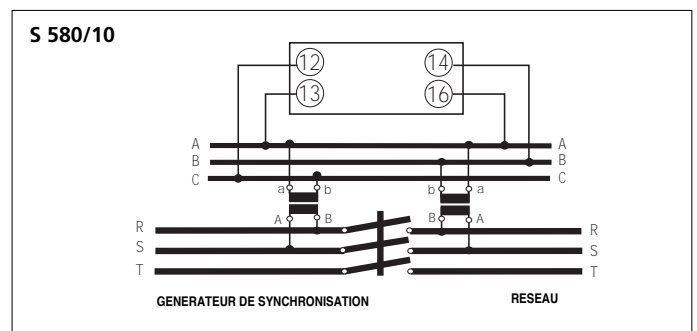 S 580/10
12 14
13 16
A A
B B
C C
a b b a
A B B A
R R
S S
T T
GENERATEUR DE SYNCHRONISATION RESEAU